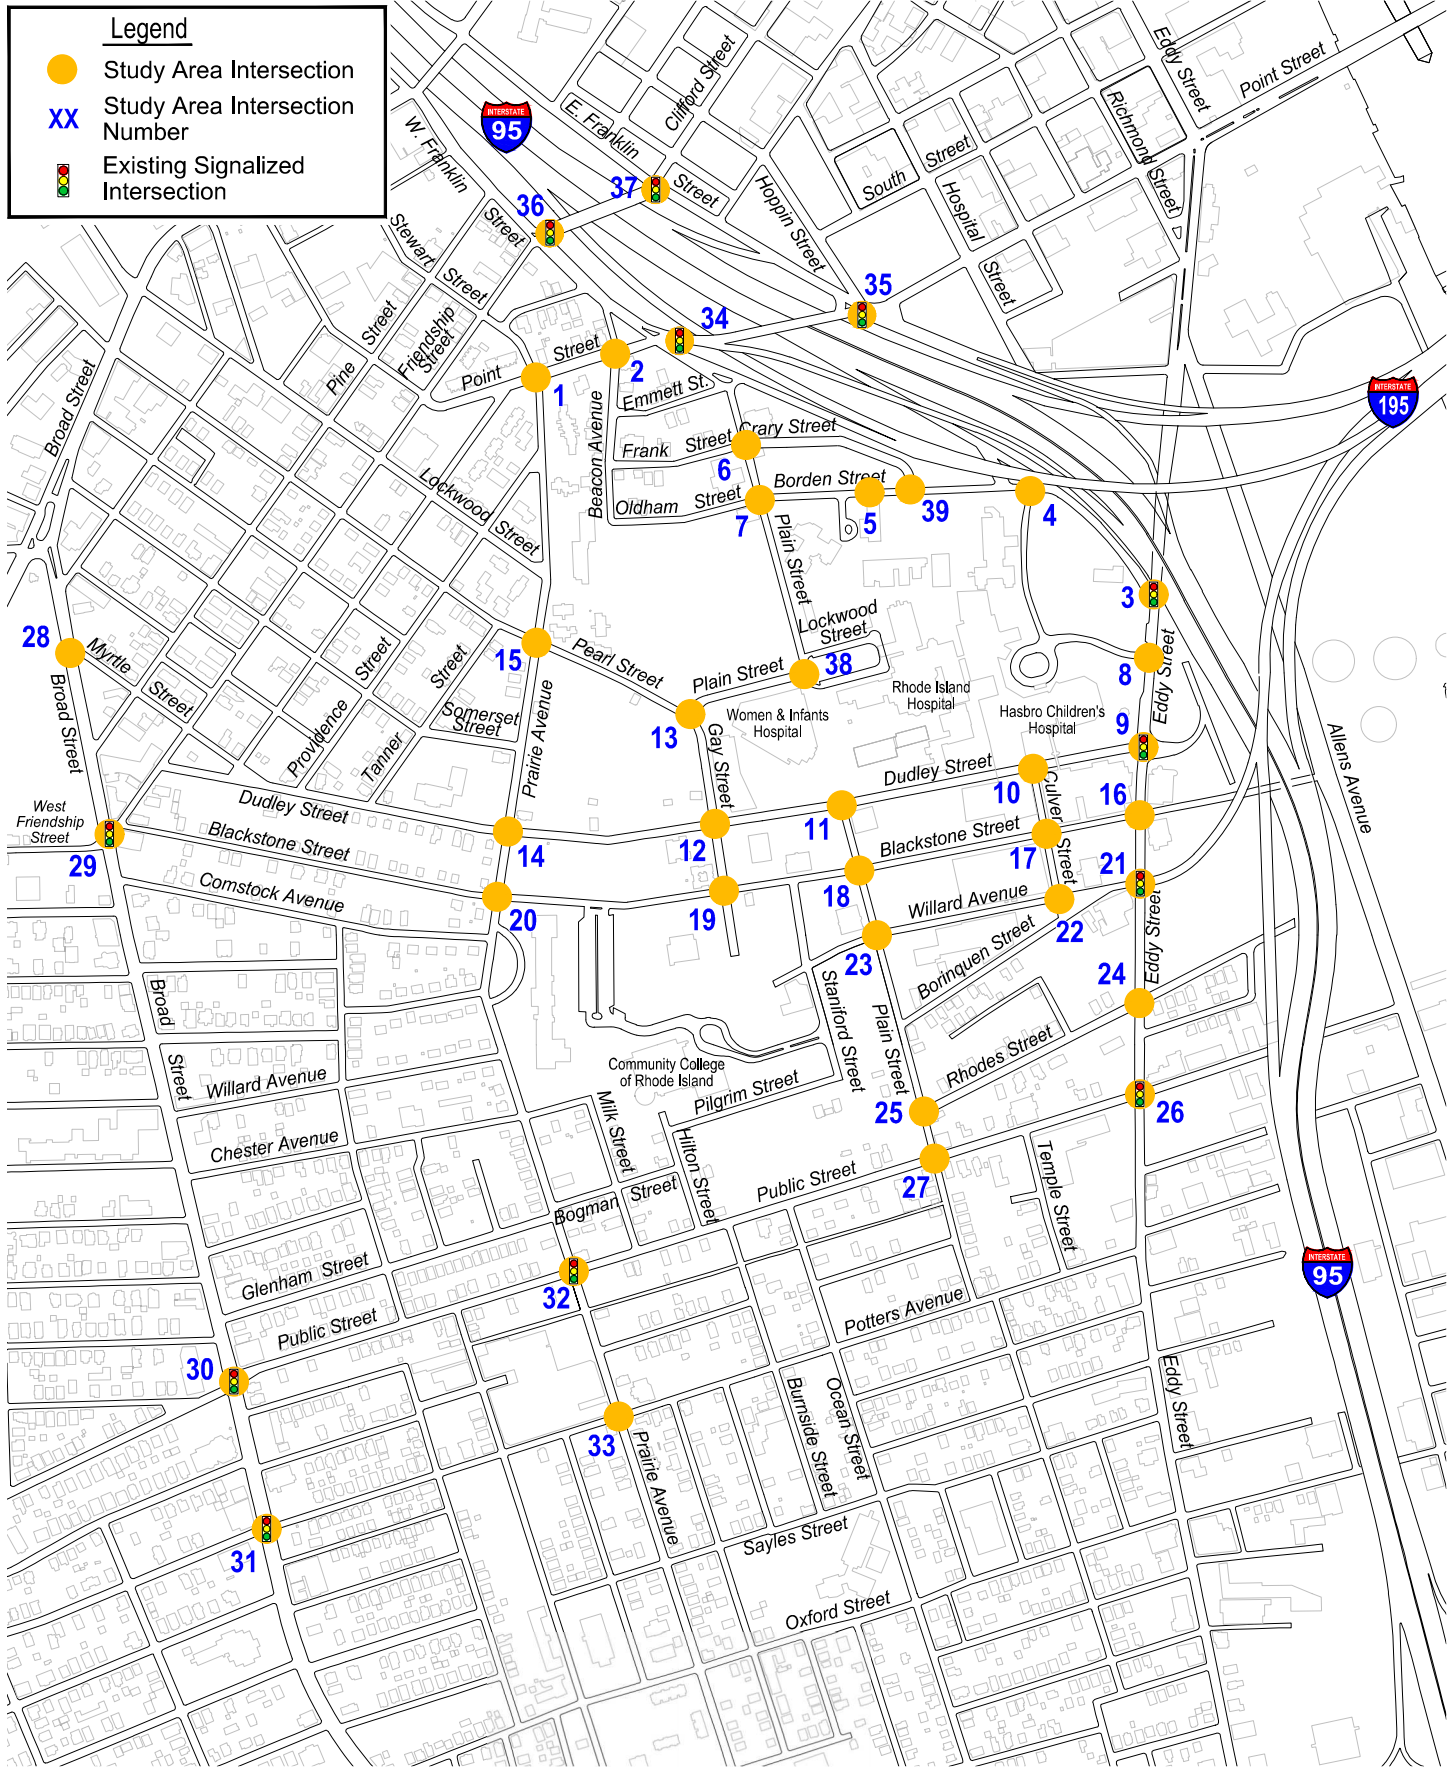 Legend
Study Area Intersection
XX
Study Area Intersection
Number
Existing Signalized
Intersection
INTERSTATE
95
E. Franklin
Street
Clifford Street
Eddy Street
Point Street
Richmond Street
W. Franklin
Street
South Street
Hospital
Street
Hoppin Street
36
37
35
34
Stewart
Street
Pine Street
Friendship
Street
Point Street
1
2
Emmett St.
Beacon Avenue
Frank Street
Crary Street
6
Oldham Street
7
Borden Street
5
39
4
INTERSTATE
195
Broad Street
Lockwood Street
Plain Street
3
Lockwood
Street
28
Myrtle Street
15
Pearl Street
Plain Street
38
8
Eddy Street
Broad Street
Providence Street
Tanner Street
Somerset
Street
Prairie Avenue
13
Gay Street
Women & Infants
Hospital
Rhode Island
Hospital
Hasbro Children's
Hospital
9
Allens Avenue
West
Friendship
Street
29
Dudley Street
Blackstone Street
Comstock Avenue
14
20
12
11
Dudley Street
10
Culver Street
16
Blackstone Street
17
18
19
21
Willard Avenue
22
23
Borinquen Street
Eddy Street
24
Broad
Street
Staniford Street
Plain Street
Rhodes Street
Willard Avenue
Community College
of Rhode Island
Pilgrim Street
25
26
Chester Avenue
Milk Street
Hilton Street
Public Street
27
Temple Street
Bogman Street
Glenham Street
32
INTERSTATE
95
Public Street
Potters Avenue
30
Burnside Street
Ocean Street
Eddy Street
33
Prairie Avenue
31
Sayles Street
Oxford Street